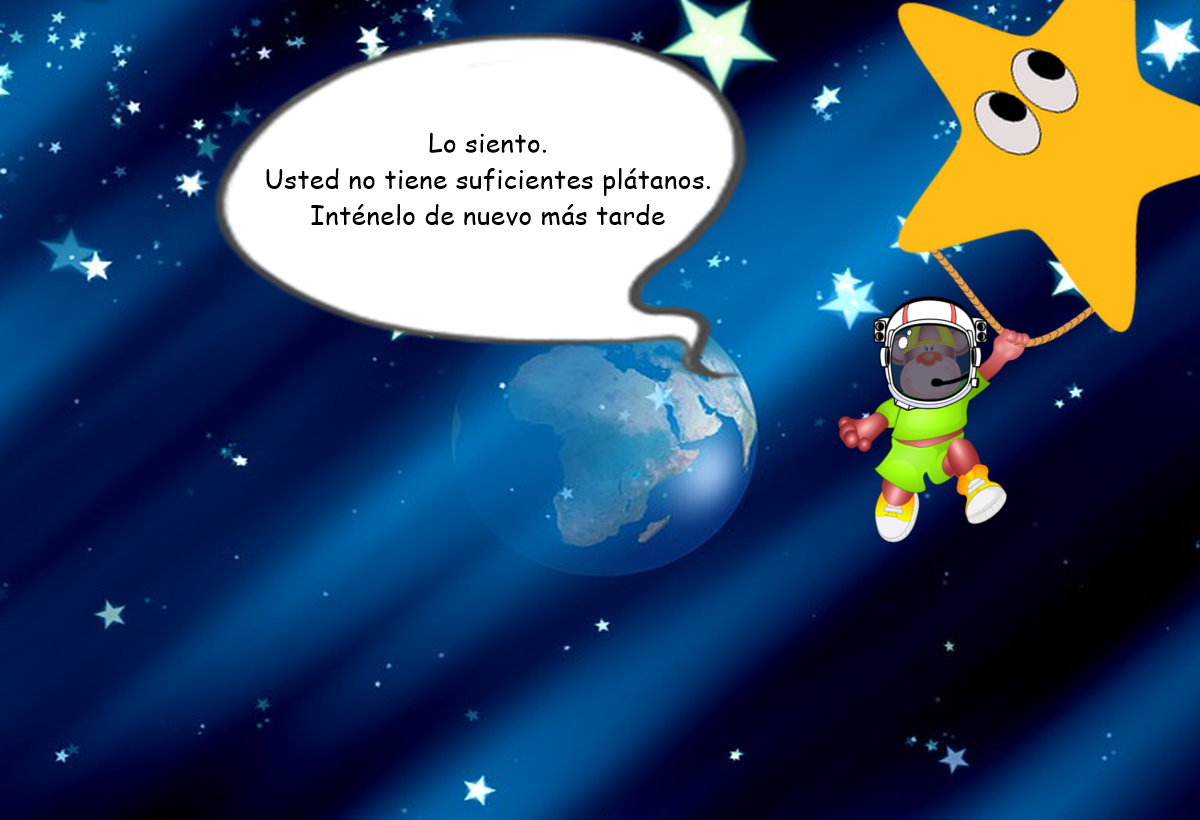 Lo siento.
Usted no tiene suficientes plátanos.
Inténelo de nuevo más tarde